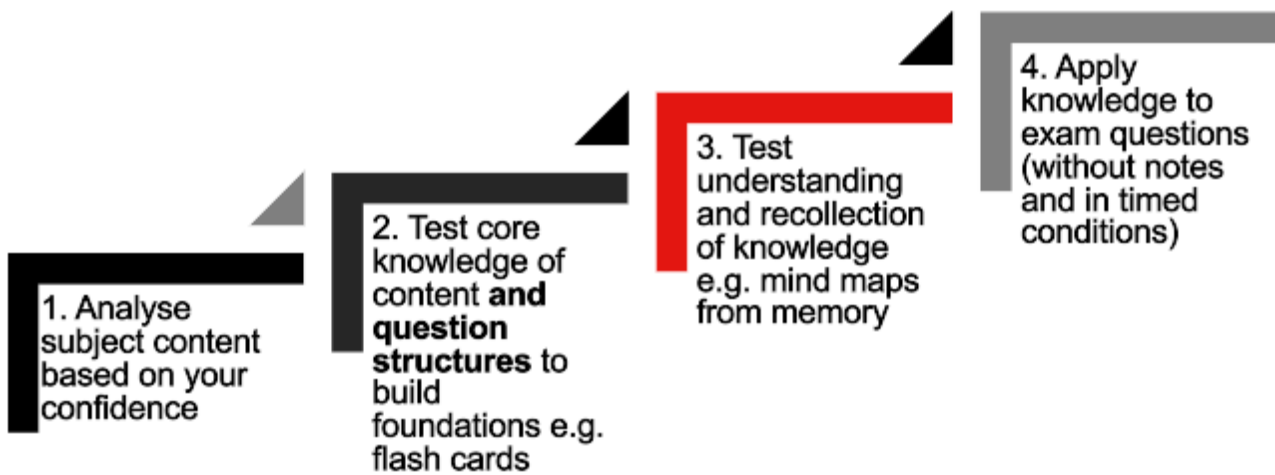 1. Analyse
subject content
based on your
confidence
2. Test core
knowledge of
content and
question
structures to
build
foundations e.g.
flash cards
3. Test
understanding
and recollection
of knowledge
e.g. mind maps
from memory
4. Apply
knowledge to
exam questions
(without notes
and in timed
conditions)